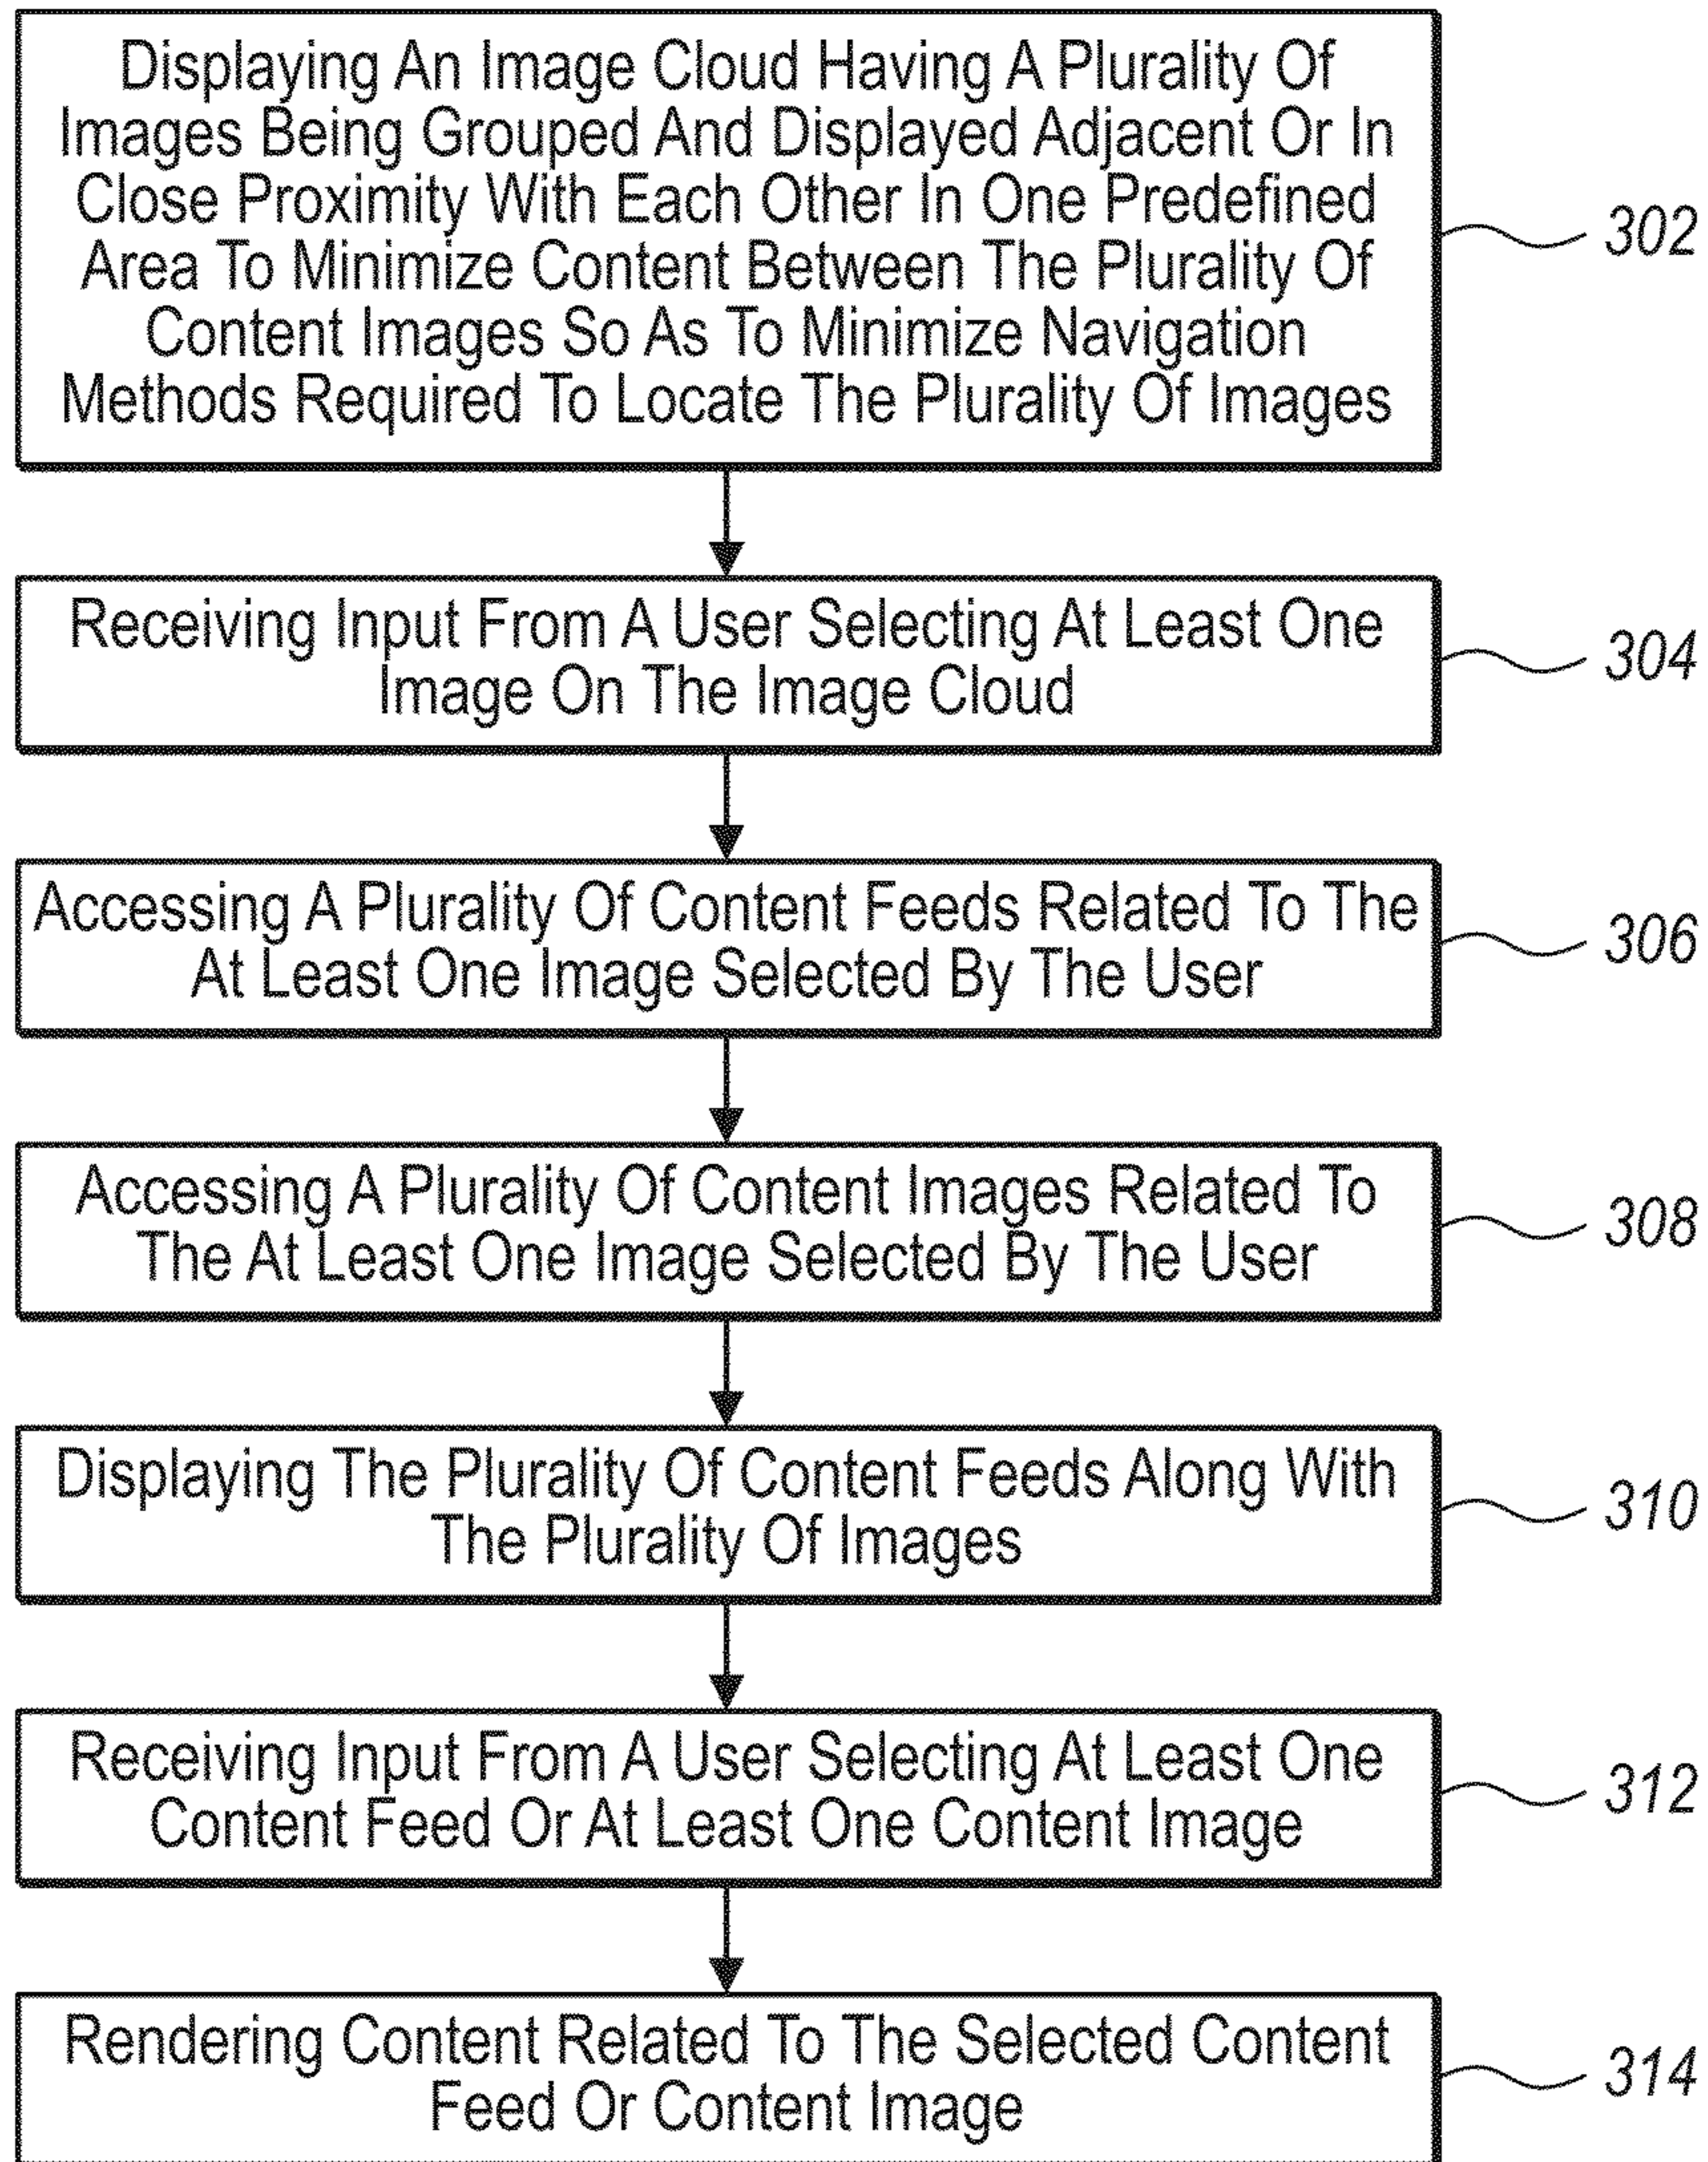 Displaying An Image Cloud Having A Plurality Of
Images Being Grouped And Displayed Adjacent Or In
Close Proximity With Each Other In One Predefined
Area To Minimize Content Between The Plurality Of
Content Images So As To Minimize Navigation
Methods Required To Locate The Plurality Of Images
302
Receiving Input From A User Selecting At Least One
Image On The Image Cloud
304
Accessing A Plurality Of Content Feeds Related To The
At Least One Image Selected By The User
306
Accessing A Plurality Of Content Images Related To
The At Least One Image Selected By The User
308
Displaying The Plurality Of Content Feeds Along With
The Plurality Of Images
310
Receiving Input From A User Selecting At Least One
Content Feed Or At Least One Content Image
312
Rendering Content Related To The Selected Content
Feed Or Content Image
314